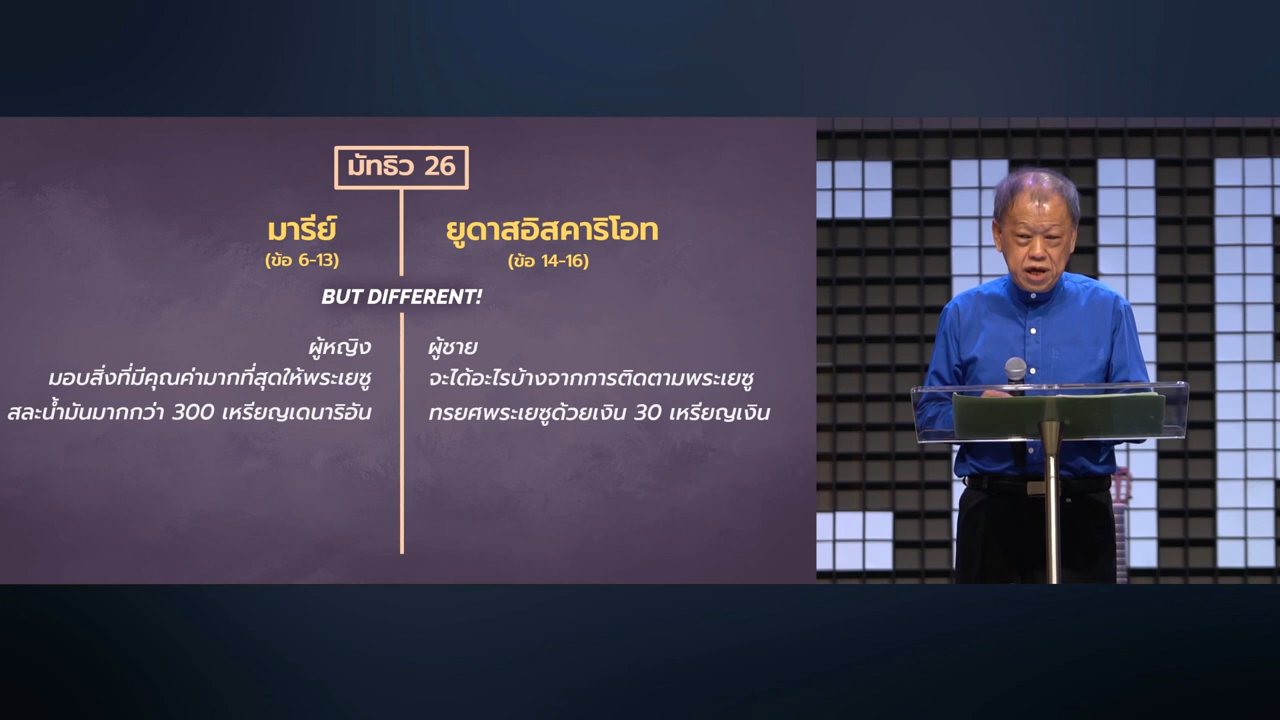 มัทธิว 26
มารีย์
(ข้อ 6-13)
ยูดาสอิสคาริโอท
(ข้อ 14-16)
BUT DIFFERENT!
ผู้หญิง
มอบสิ่งที่มีคุณค่ามากที่สุดให้พระเยซู
สละน้ำมันมากกว่า 300 เหรียญเดนาริอัน
ผู้ชาย
จะได้อะไรบ้างจากการติดตามพระเยซู
ทรยศพระเยซูด้วยเงิน 30 เหรียญเงิน